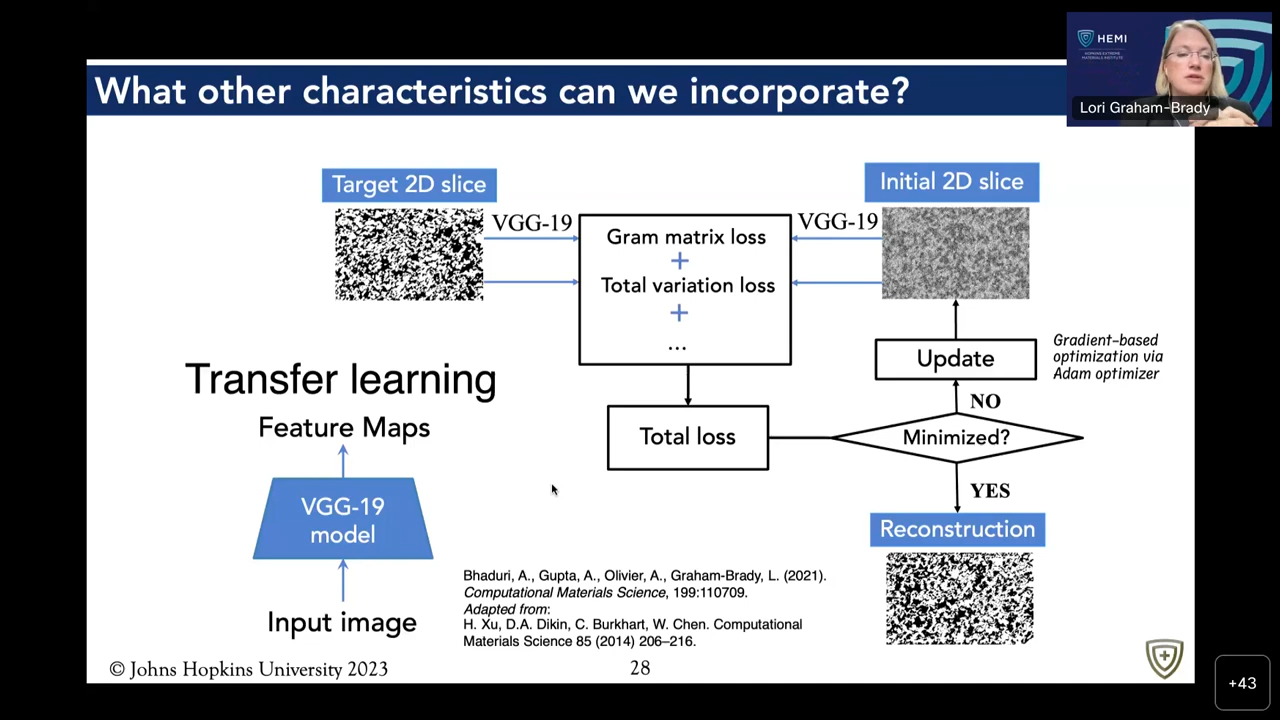 HEMI
HOPKINS EXTREME
MATERIALS INSTITUTE
Lori Graham-Brady
What other characteristics can we incorporate?
Target 2D slice
Initial 2D slice
VGG-19
VGG-19
Gram matrix loss
+
Total variation loss
+
...
Update
Gradient-based
optimization via
Adam optimizer
NO
Total loss
Minimized?
YES
Reconstruction
Transfer learning
Feature Maps
VGG-19
model
Input image
Bhaduri, A., Gupta, A., Olivier, A., Graham-Brady, L. (2021).
Computational Materials Science, 199:110709.
Adapted from:
H. Xu, D.A. Dikin, C. Burkhart, W. Chen. Computational
Materials Science 85 (2014) 206–216.
© Johns Hopkins University 2023
28
+43